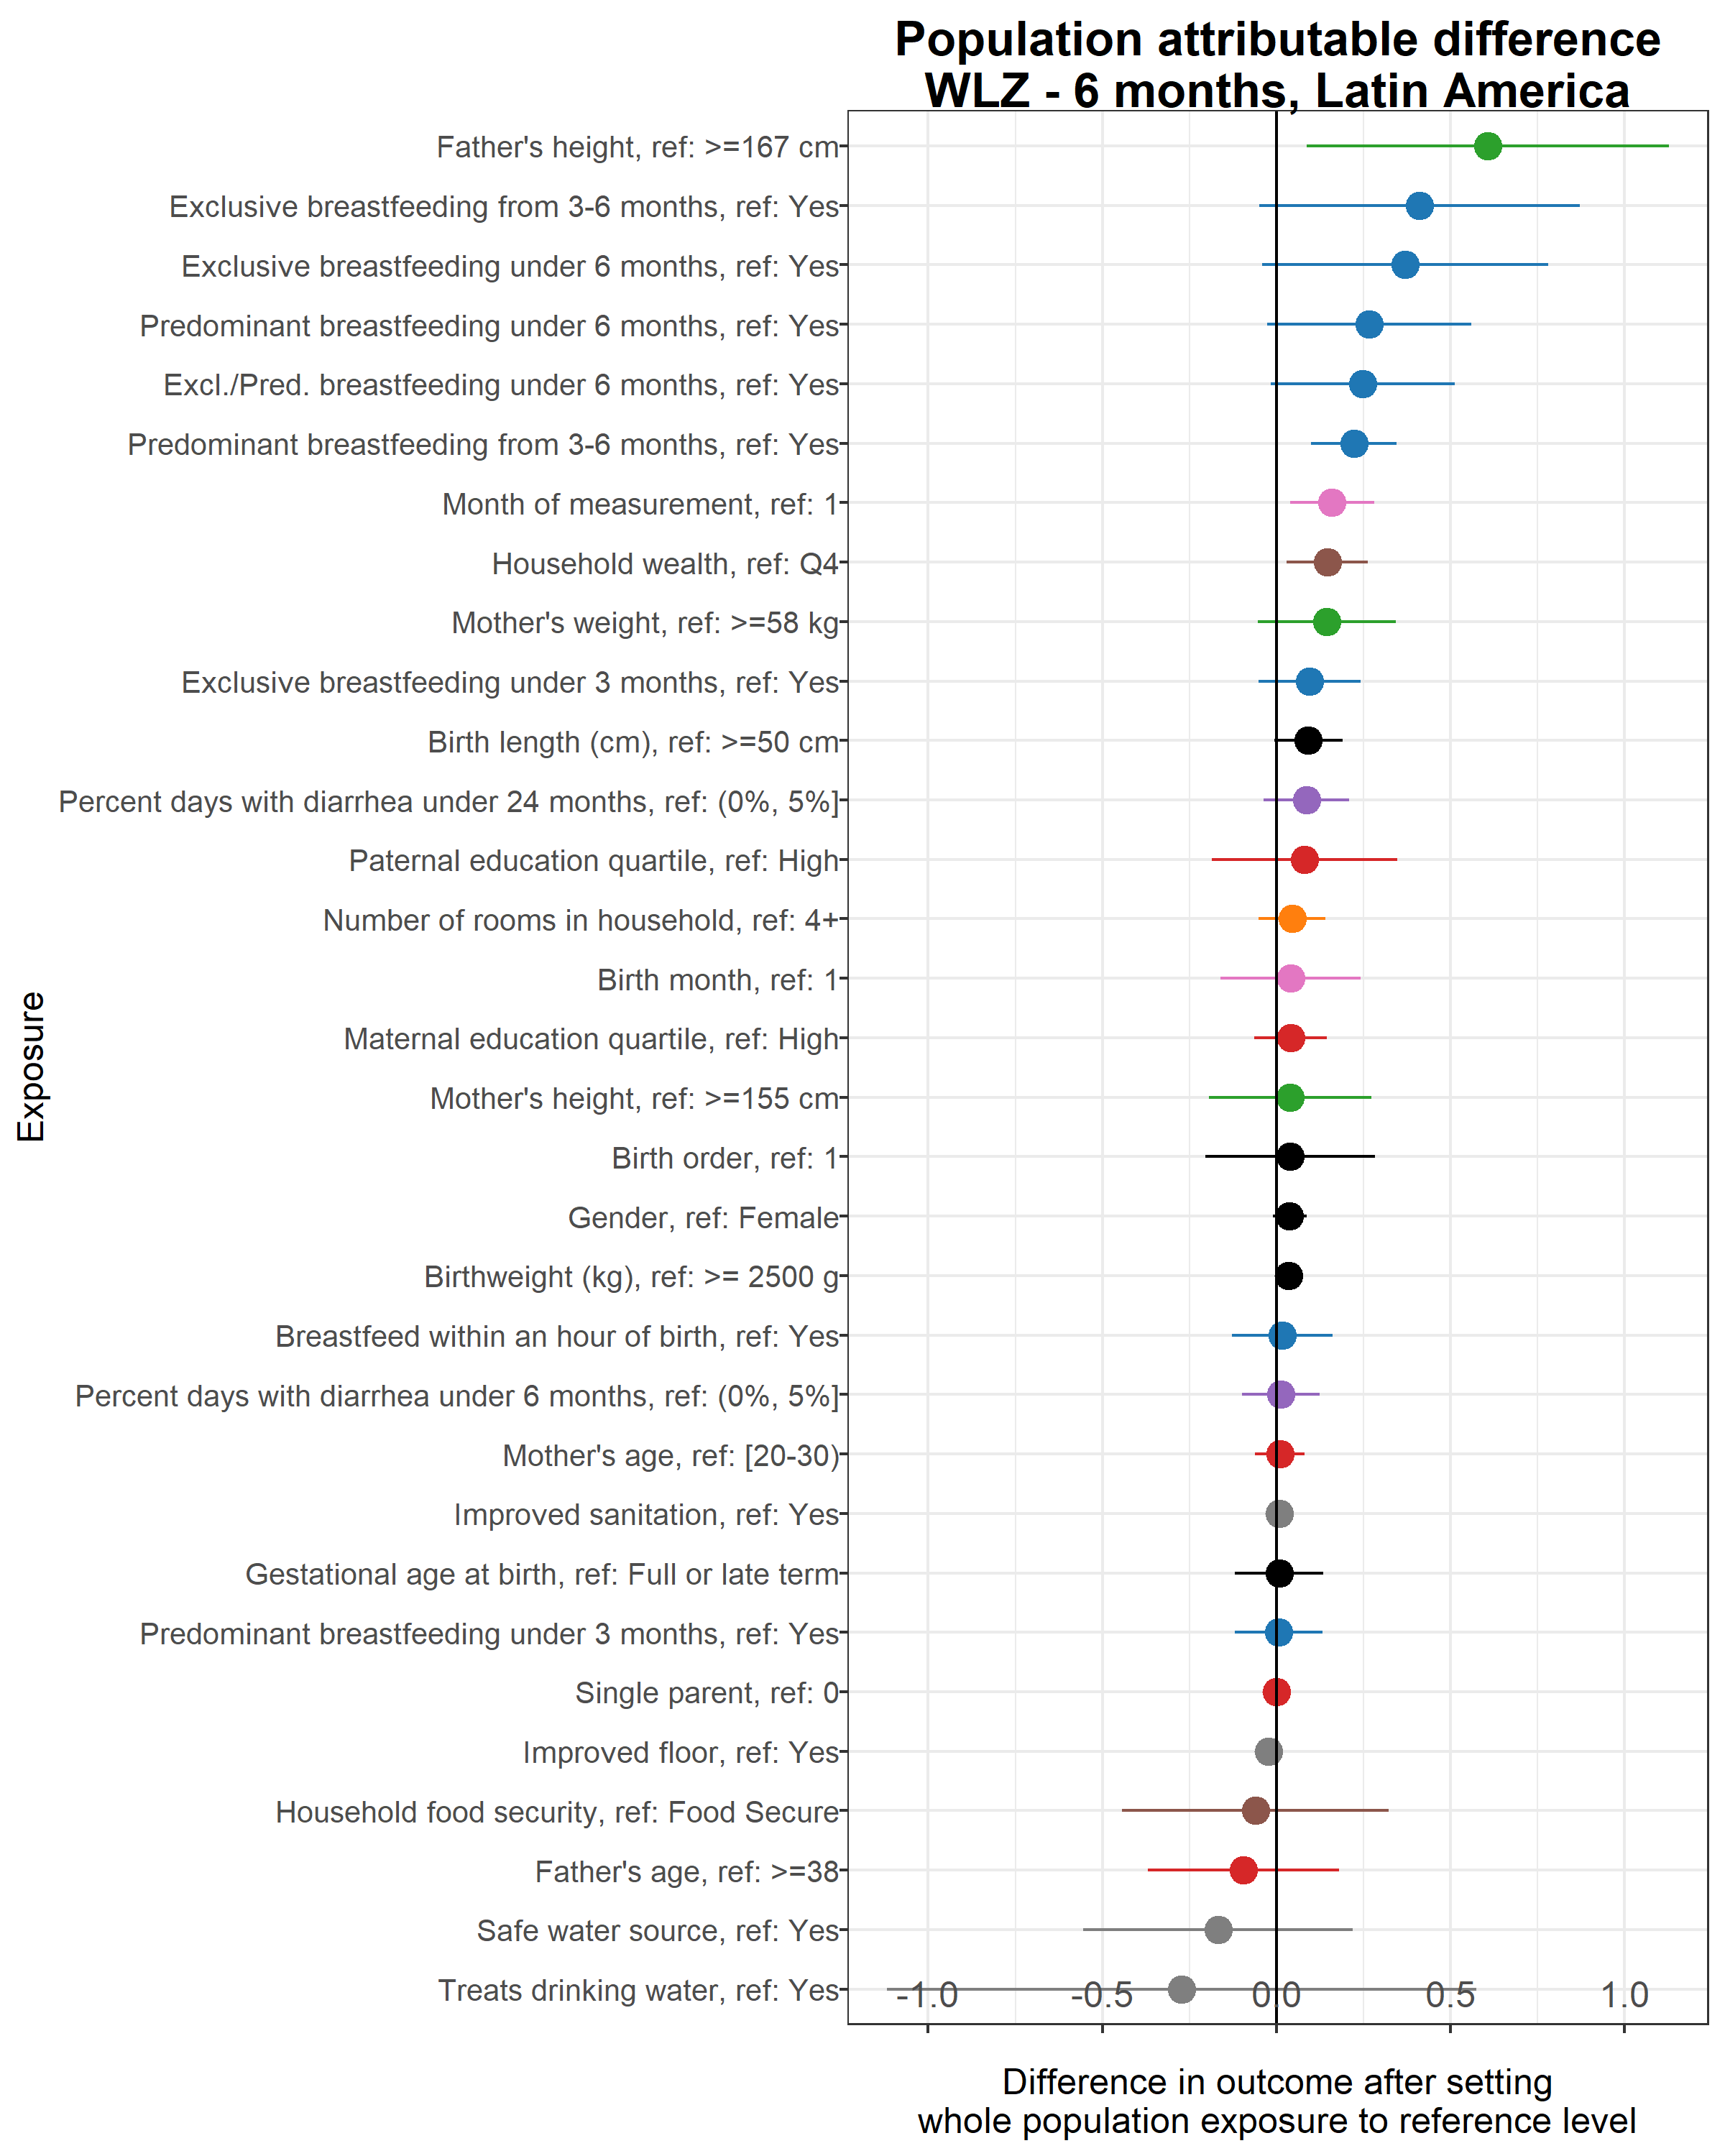 Population attributable difference
WLZ - 6 months, Latin America
Father's height, ref: >=167 cm
Exclusive breastfeeding from 3-6 months, ref: Yes
Exclusive breastfeeding under 6 months, ref: Yes
Predominant breastfeeding under 6 months, ref: Yes
Excl./Pred. breastfeeding under 6 months, ref: Yes
Predominant breastfeeding from 3-6 months, ref: Yes
Month of measurement, ref: 1
Household wealth, ref: Q4
Mother's weight, ref: >=58 kg
Exclusive breastfeeding under 3 months, ref: Yes
Birth length (cm), ref: >=50 cm
Percent days with diarrhea under 24 months, ref: (0%, 5%]
Paternal education quartile, ref: High
Number of rooms in household, ref: 4+
Birth month, ref: 1
Maternal education quartile, ref: High
Mother's height, ref: >=155 cm
Birth order, ref: 1
Gender, ref: Female
Birthweight (kg), ref: >= 2500 g
Breastfeed within an hour of birth, ref: Yes
Percent days with diarrhea under 6 months, ref: (0%, 5%]
Mother's age, ref: [20-30)
Improved sanitation, ref: Yes
Gestational age at birth, ref: Full or late term
Predominant breastfeeding under 3 months, ref: Yes
Single parent, ref: 0
Improved floor, ref: Yes
Household food security, ref: Food Secure
Father's age, ref: >=38
Safe water source, ref: Yes
Treats drinking water, ref: Yes
Exposure
-1.0 -0.5 0.0 0.5 1.0
Difference in outcome after setting
whole population exposure to reference level